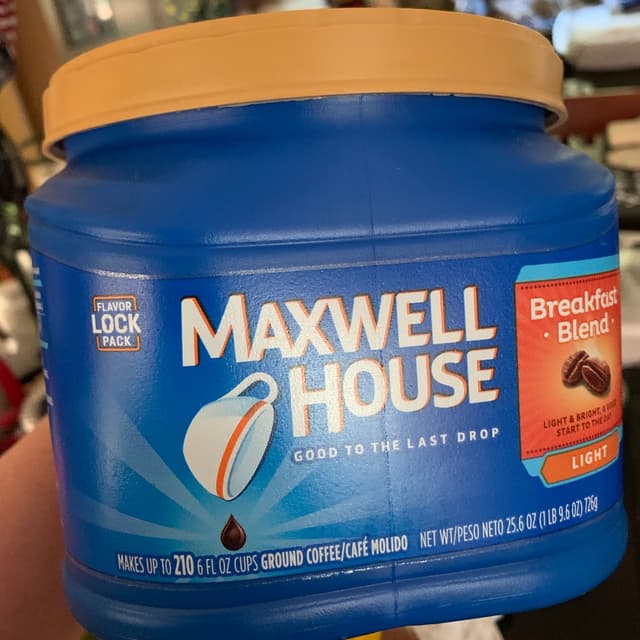 FLAVOR
LOCK
PACK
MAXWELL
HOUSE
GOOD TO THE LAST DROP
Breakfast
· Blend ·
LIGHT & BRIGHT, A
START TO THE DAY
LIGHT
MAKES UP TO 210 6 FL OZ CUPS GROUND COFFEE/CAFÉ MOLIDO
NET WT/PESO NETO 25.6 OZ (1 LB 9.6 OZ) 726g